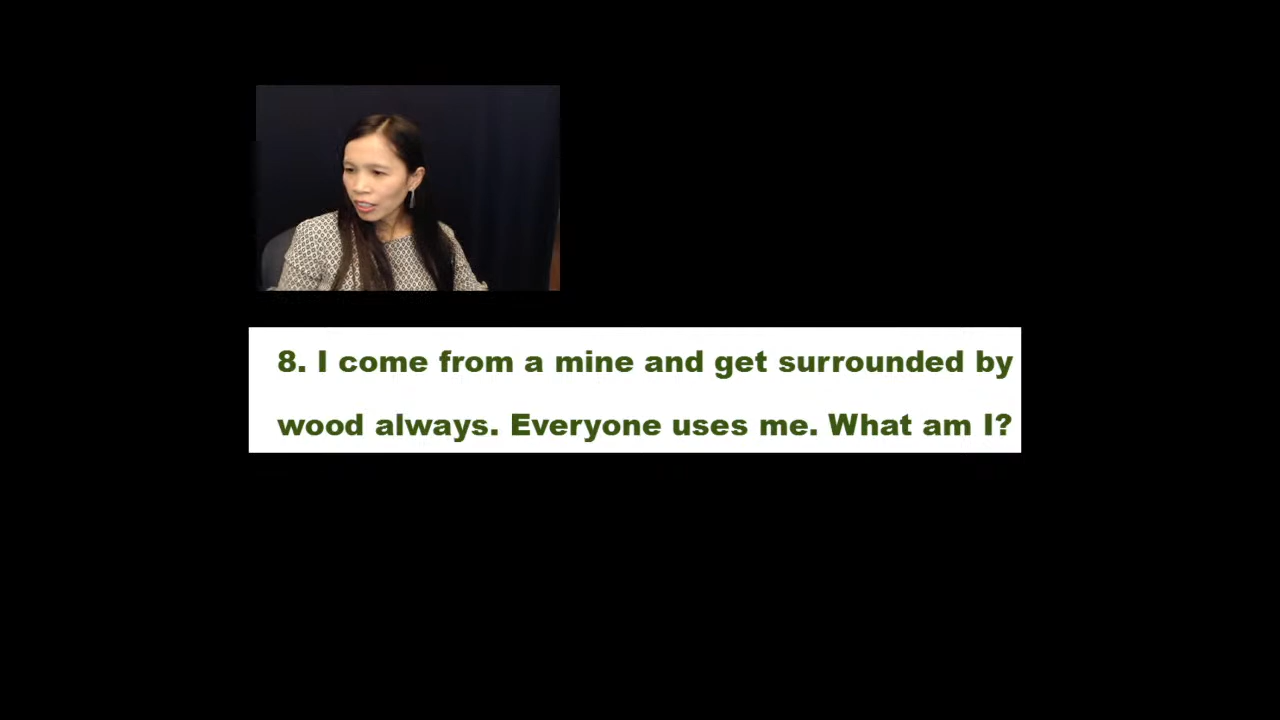 8. I come from a mine and get surrounded by
wood always. Everyone uses me. What am I?